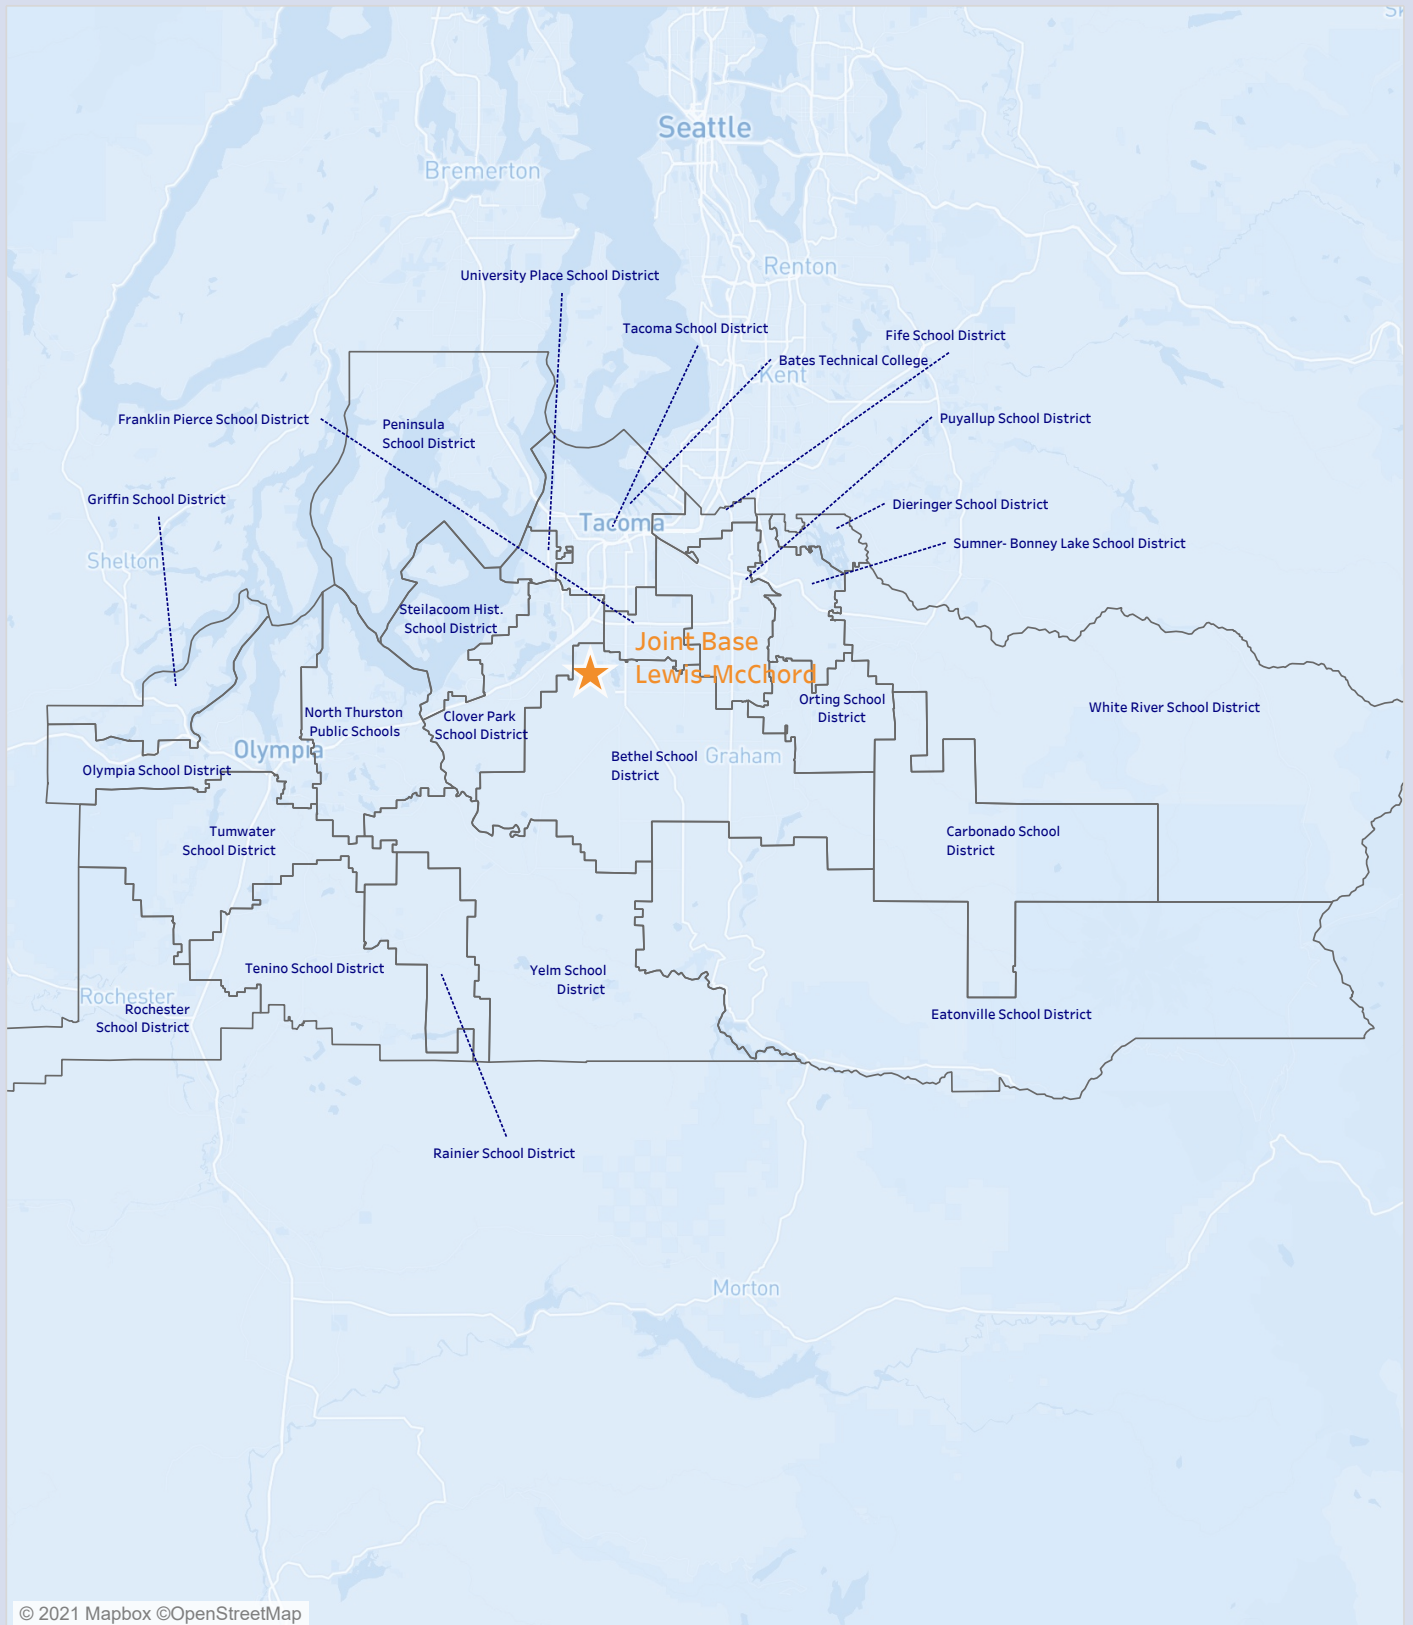 Sk
Seattle
Bremerton
Renton
University Place School District
Tacoma School District
Fife School District
Bates Technical College
Kent
Franklin Pierce School District
Peninsula
School District
Puyallup School District
Griffin School District
Dieringer School District
Tacoma
Sumner- Bonney Lake School District
Shelton
Steilacoom Hist.
School District
Joint Base
Lewis-McChord
Orting School
District
White River School District
North Thurston
Public Schools
Clover Park
School District
Olympia
Bethel School
District
Graham
Olympia School District
Tumwater
School District
Carbonado School
District
Tenino School District
Yelm School
District
Rochester
Rochester
School District
Eatonville School District
Rainier School District
Morton
© 2021 Mapbox ©OpenStreetMap